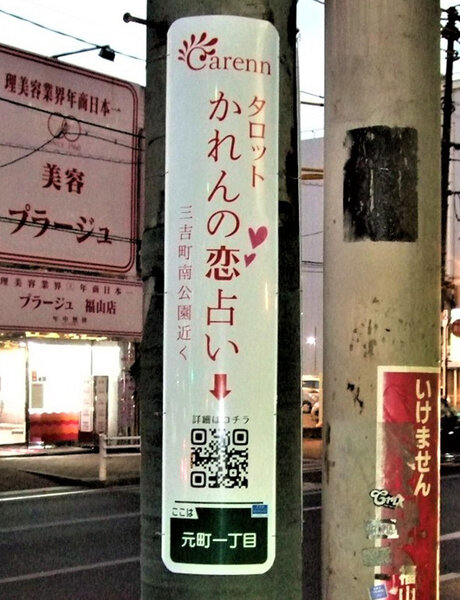 理美容業界年商日本一
美容
プラージュ
理美容業界年商日本一
プラージュ 福山店
年中無休
Carenn
タロット
かれんの恋占い
三吉町南公園近く
詳細はコチラ
ここは
元町一丁目
いけません
福山